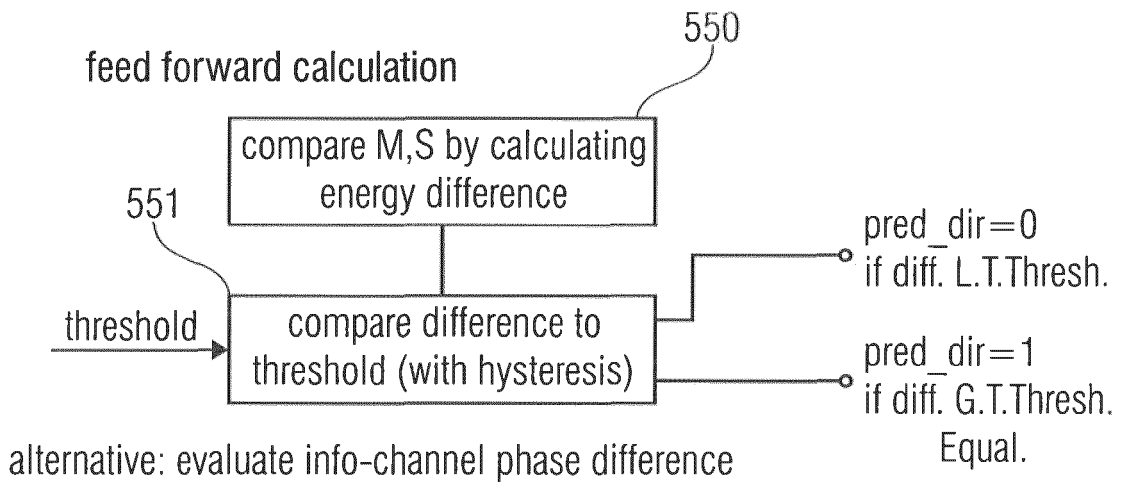 550
feed forward calculation
compare M,S by calculating
energy difference
551
pred_dir=0
if diff. L.T.Thresh.
threshold
compare difference to
threshold (with hysteresis)
pred_dir=1
if diff. G.T.Thresh.
Equal.
alternative: evaluate info-channel phase difference